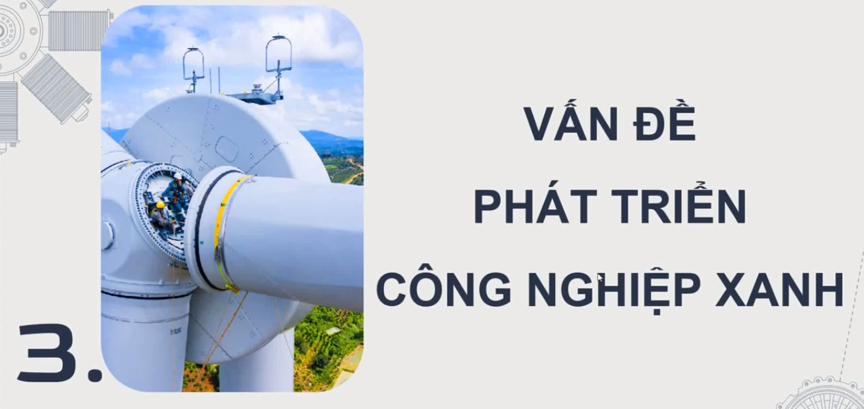 3.
VẤN ĐỀ
PHÁT TRIỂN
CÔNG NGHIỆP XANH